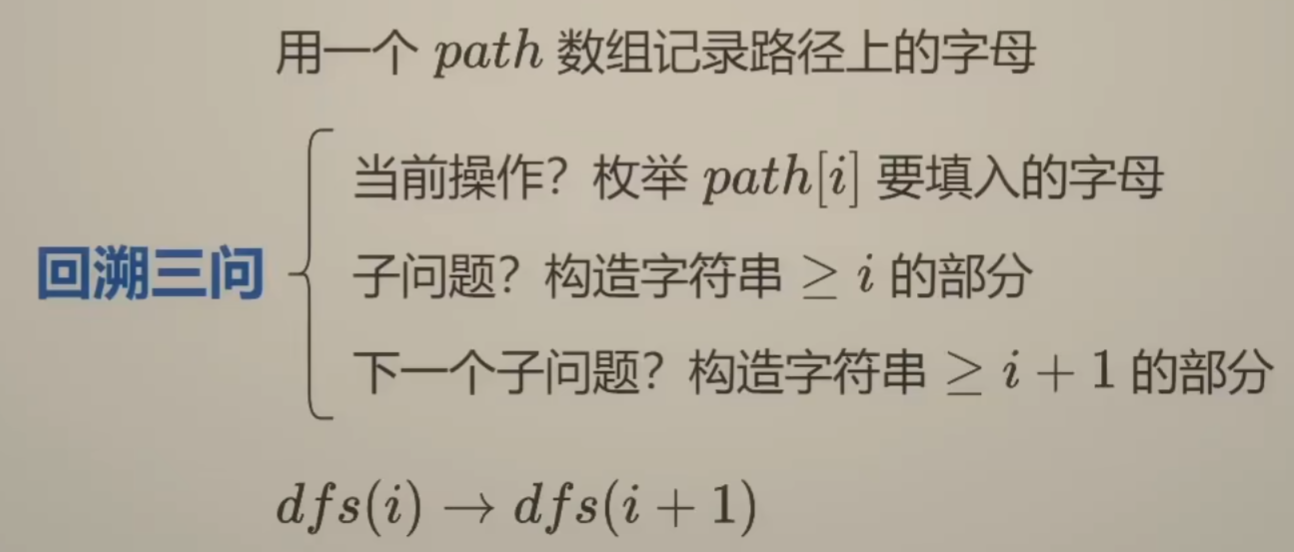 用一个 path 数组记录路径上的字母
当前操作？枚举 path[i] 要填入的字母
回溯三问
子问题？构造字符串 ≥ i 的部分
下一个子问题？构造字符串 ≥ i + 1 的部分
dfs(i) → dfs(i + 1)